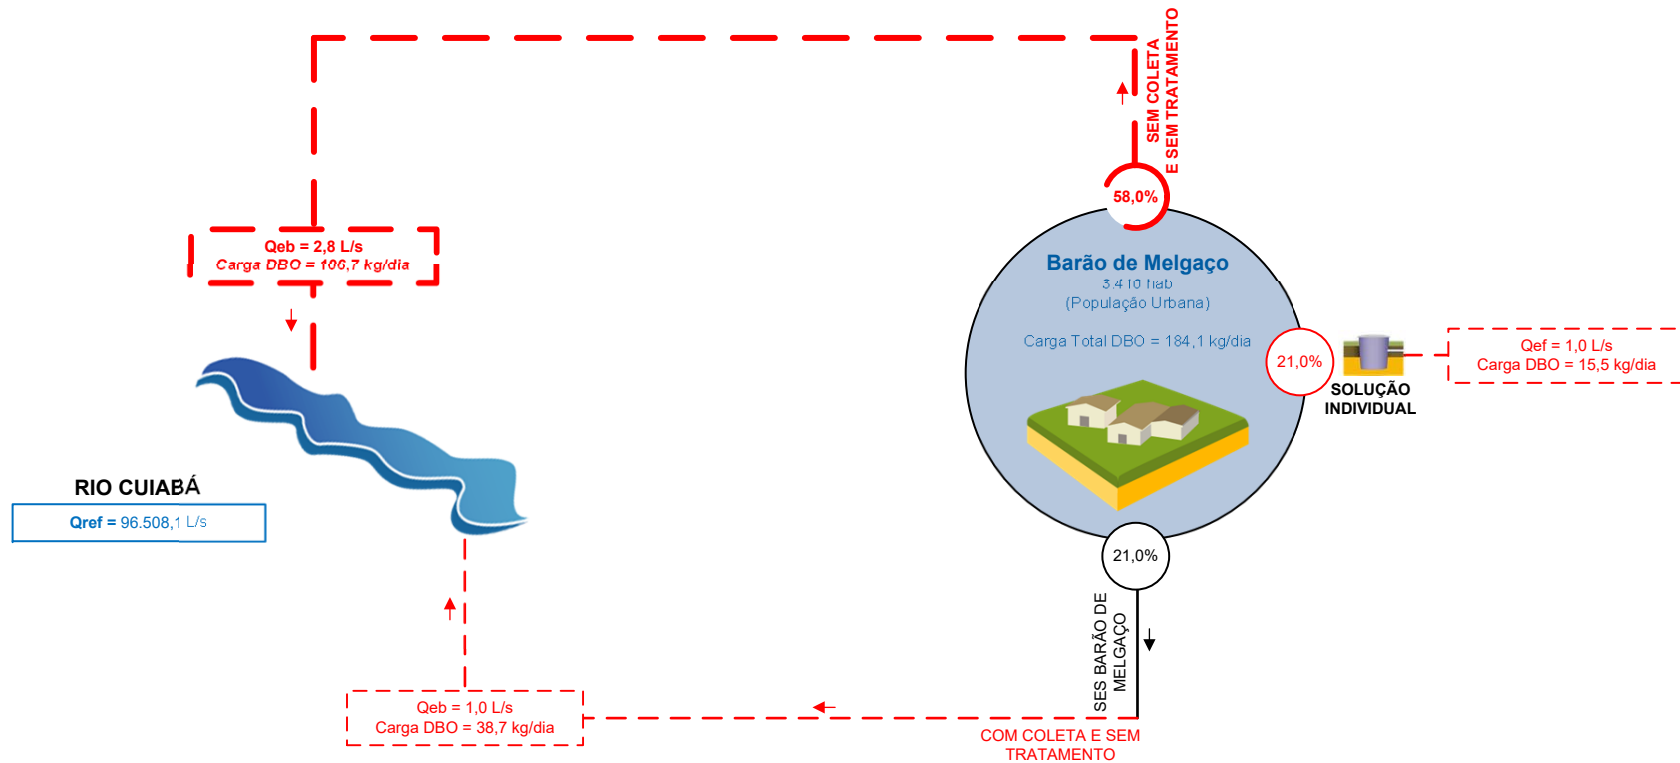 SEM COLETA
E SEM TRATAMENTO
58,0%
Qeb = 2,8 L/s
Carga DBO = 106,7 kg/dia
Barão de Melgaço
3.410 hab
(População Urbana)
Carga Total DBO = 184,1 kg/dia
21,0%
SOLUÇÃO
INDIVIDUAL
Qef = 1,0 L/s
Carga DBO = 15,5 kg/dia
RIO CUIABÁ
Qref = 96.508,1 L/s
21,0%
SES BARÃO DE
MELGAÇO
Qeb = 1,0 L/s
Carga DBO = 38,7 kg/dia
COM COLETA E SEM
TRATAMENTO